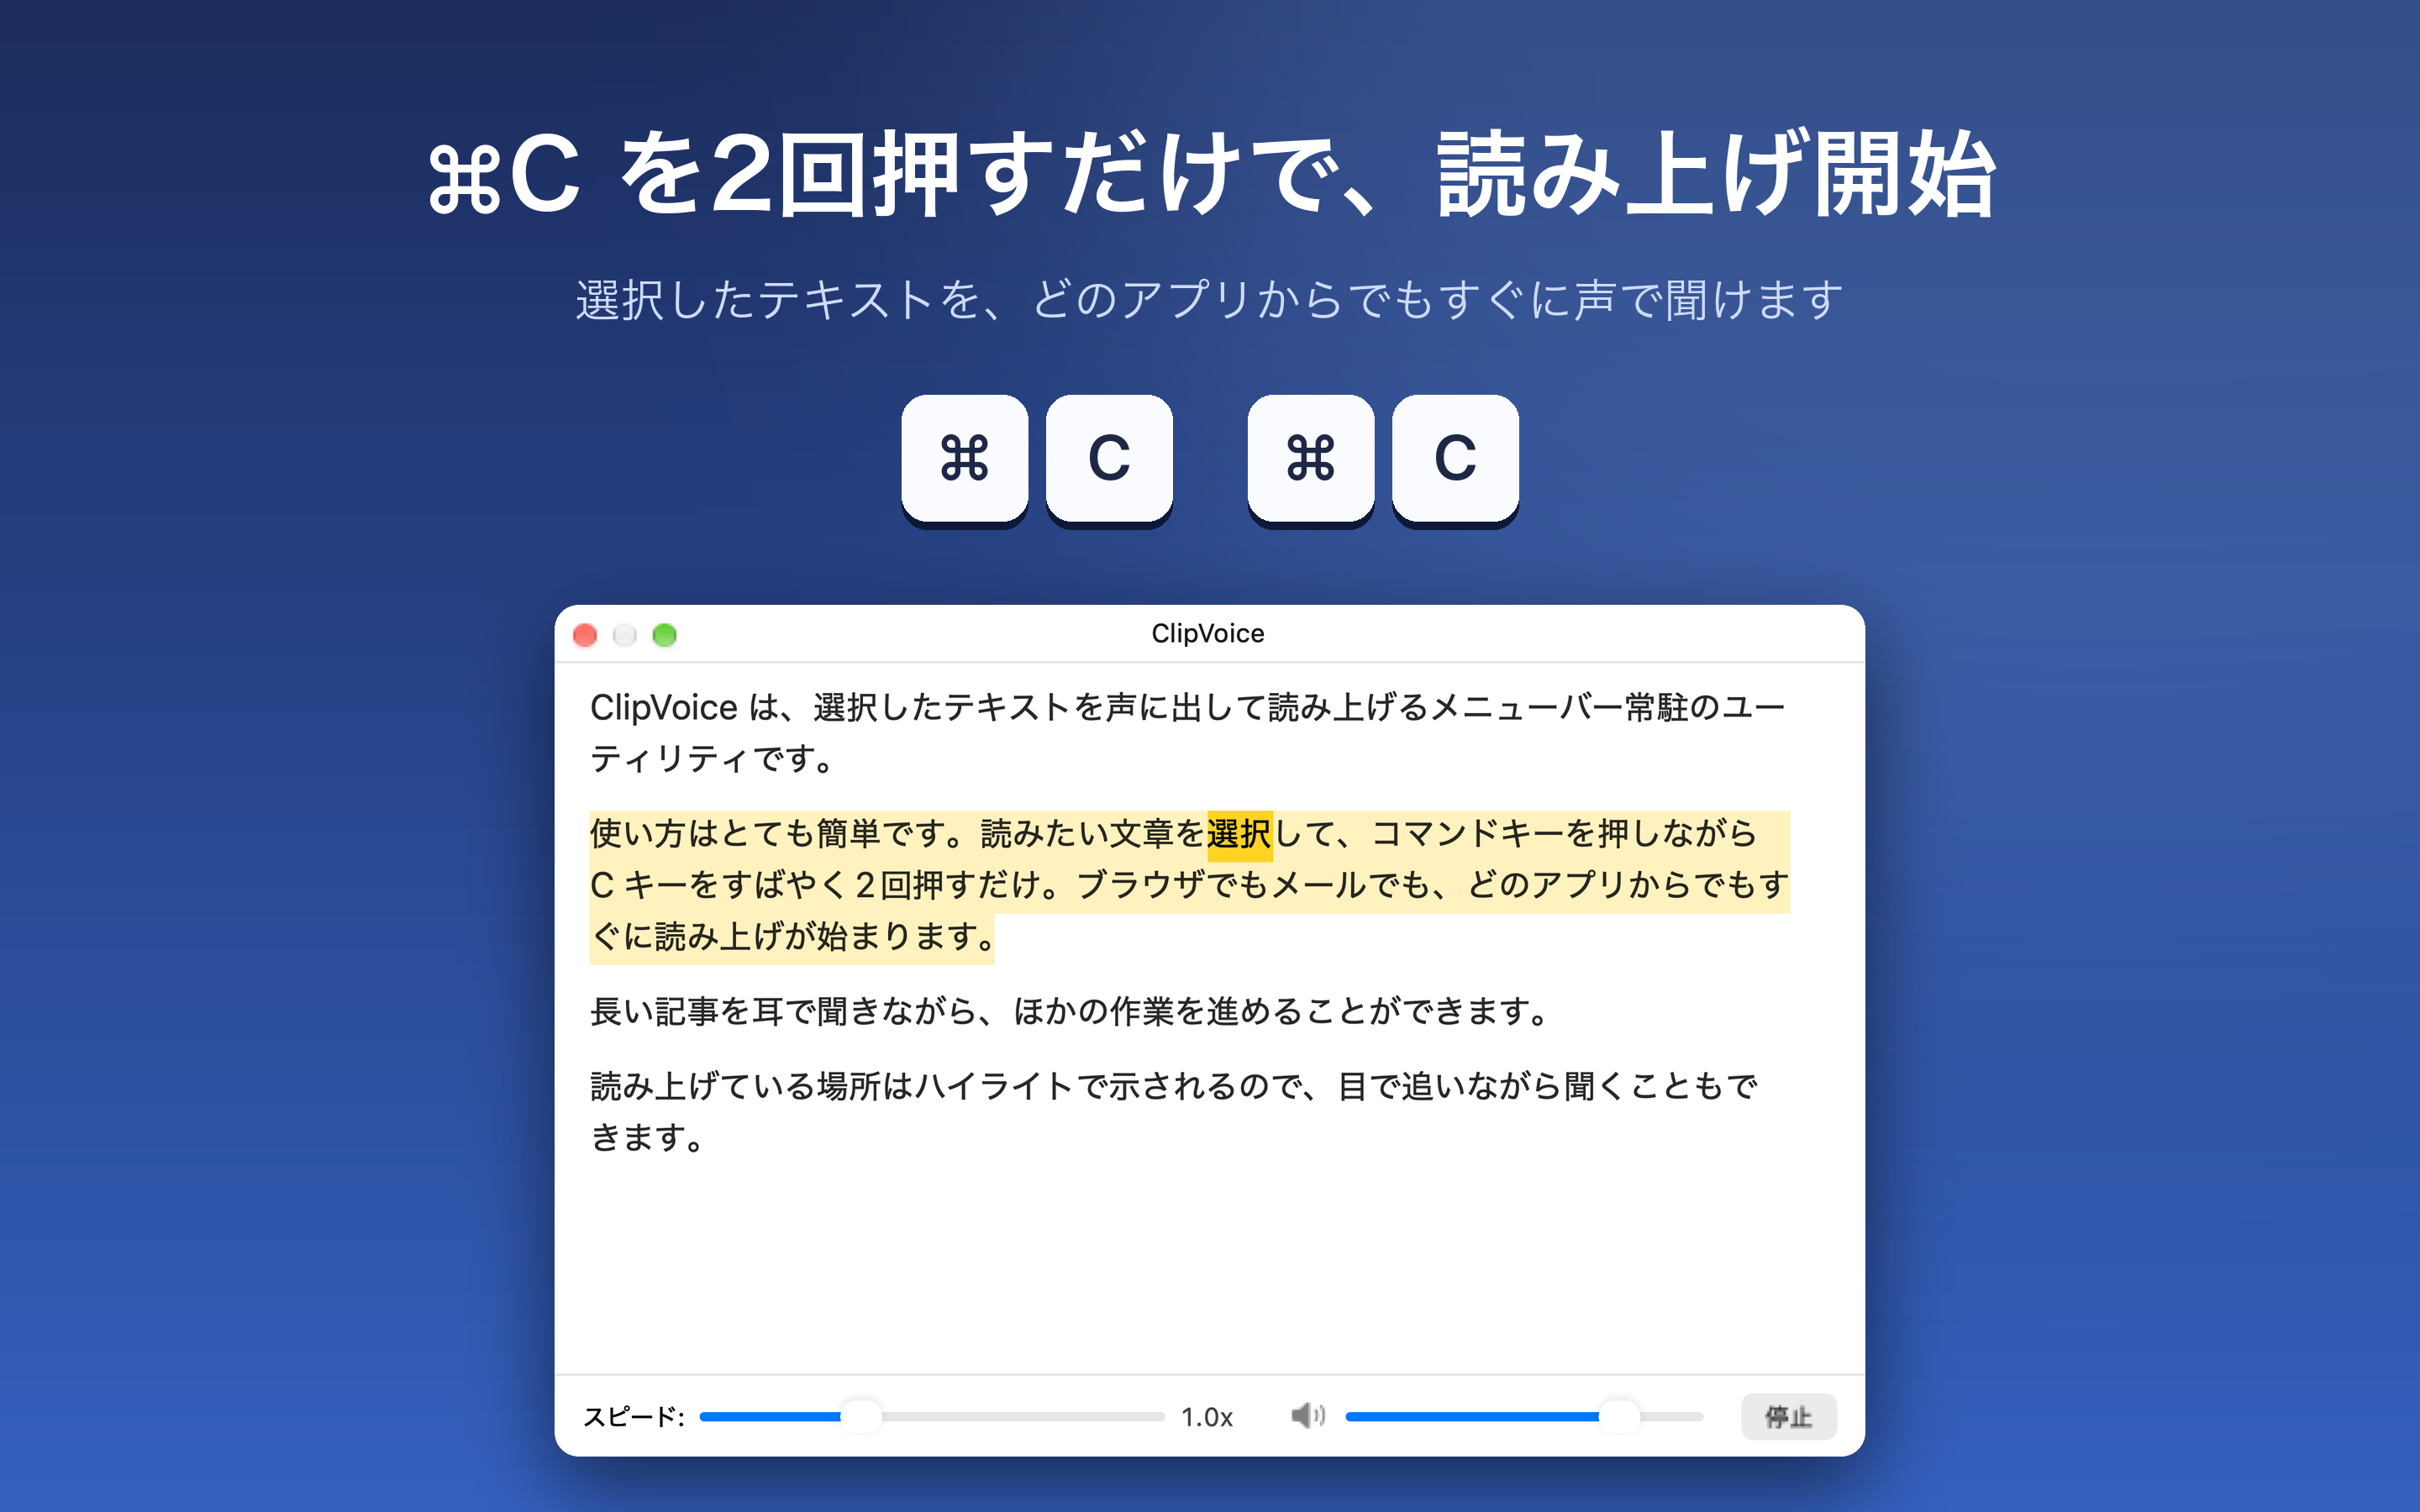 ⌘C を2回押すだけで、読み上げ開始
選択したテキストを、どのアプリからでもすぐに声で聞けます
⌘ C ⌘ C
ClipVoice
ClipVoice は、選択したテキストを声に出して読み上げるメニューバー常駐のユー
ティリティです。
使い方はとても簡単です。読みたい文章を選択して、コマンドキーを押しながら
C キーをすばやく2回押すだけ。ブラウザでもメールでも、どのアプリからでもす
ぐに読み上げが始まります。
長い記事を耳で聞きながら、ほかの作業を進めることができます。
読み上げている場所はハイライトで示されるので、目で追いながら聞くこともで
きます。
スピード: 1.0x 停止